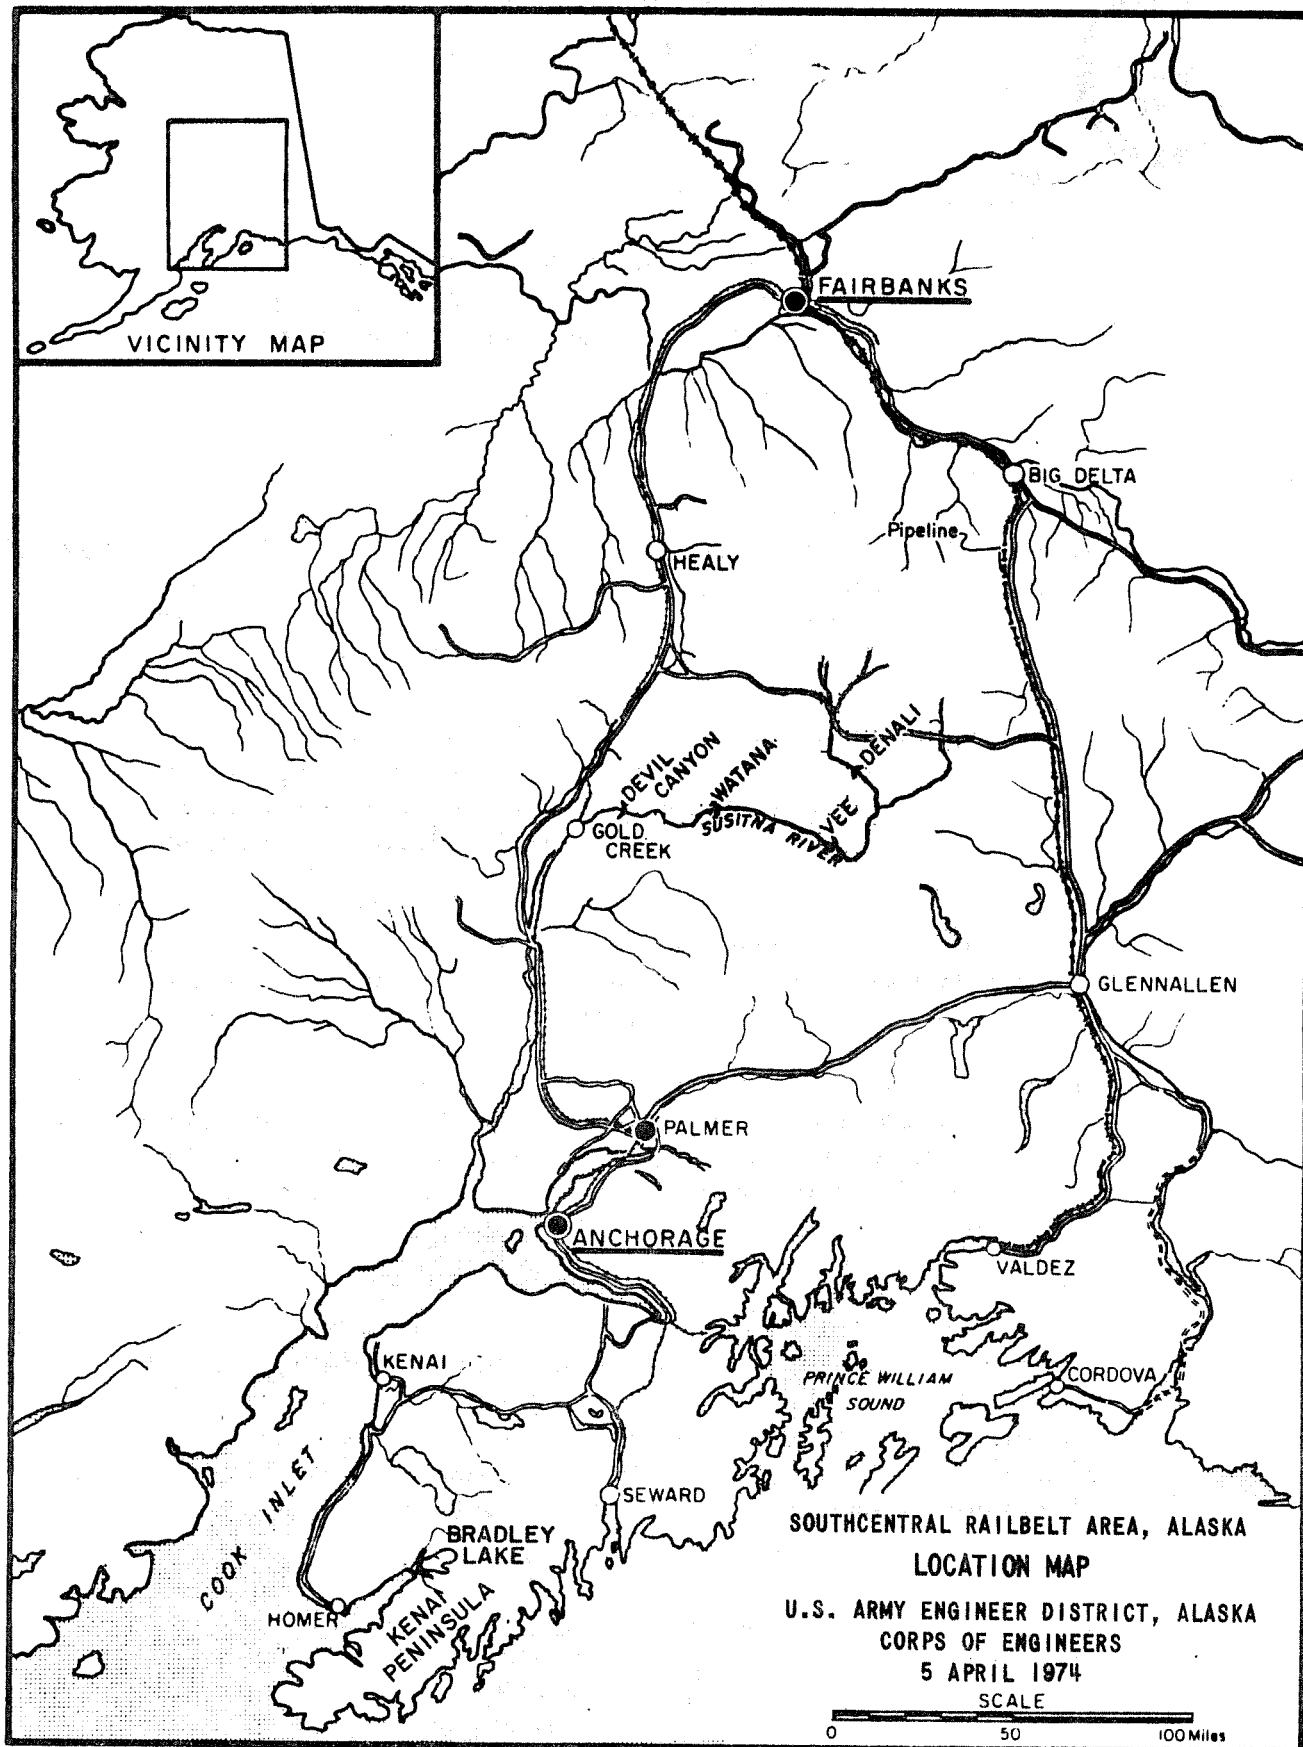 VICINITY MAP
FAIRBANKS
BIG DELTA
Pipeline
HEALY
DEVIL
CANYON
WATANA
DENALI
VEE
SUSITNA RIVER
GOLD
CREEK
GLENNALLEN
PALMER
ANCHORAGE
VALDEZ
KENAI
CORDOVA
PRINCE WILLIAM
SOUND
COOK INLET
SEWARD
BRADLEY
LAKE
HOMER
KENAI
PENINSULA
SOUTHCENTRAL RAILBELT AREA, ALASKA
LOCATION MAP
U.S. ARMY ENGINEER DISTRICT, ALASKA
CORPS OF ENGINEERS
5 APRIL 1974
SCALE
0 50 100 Miles